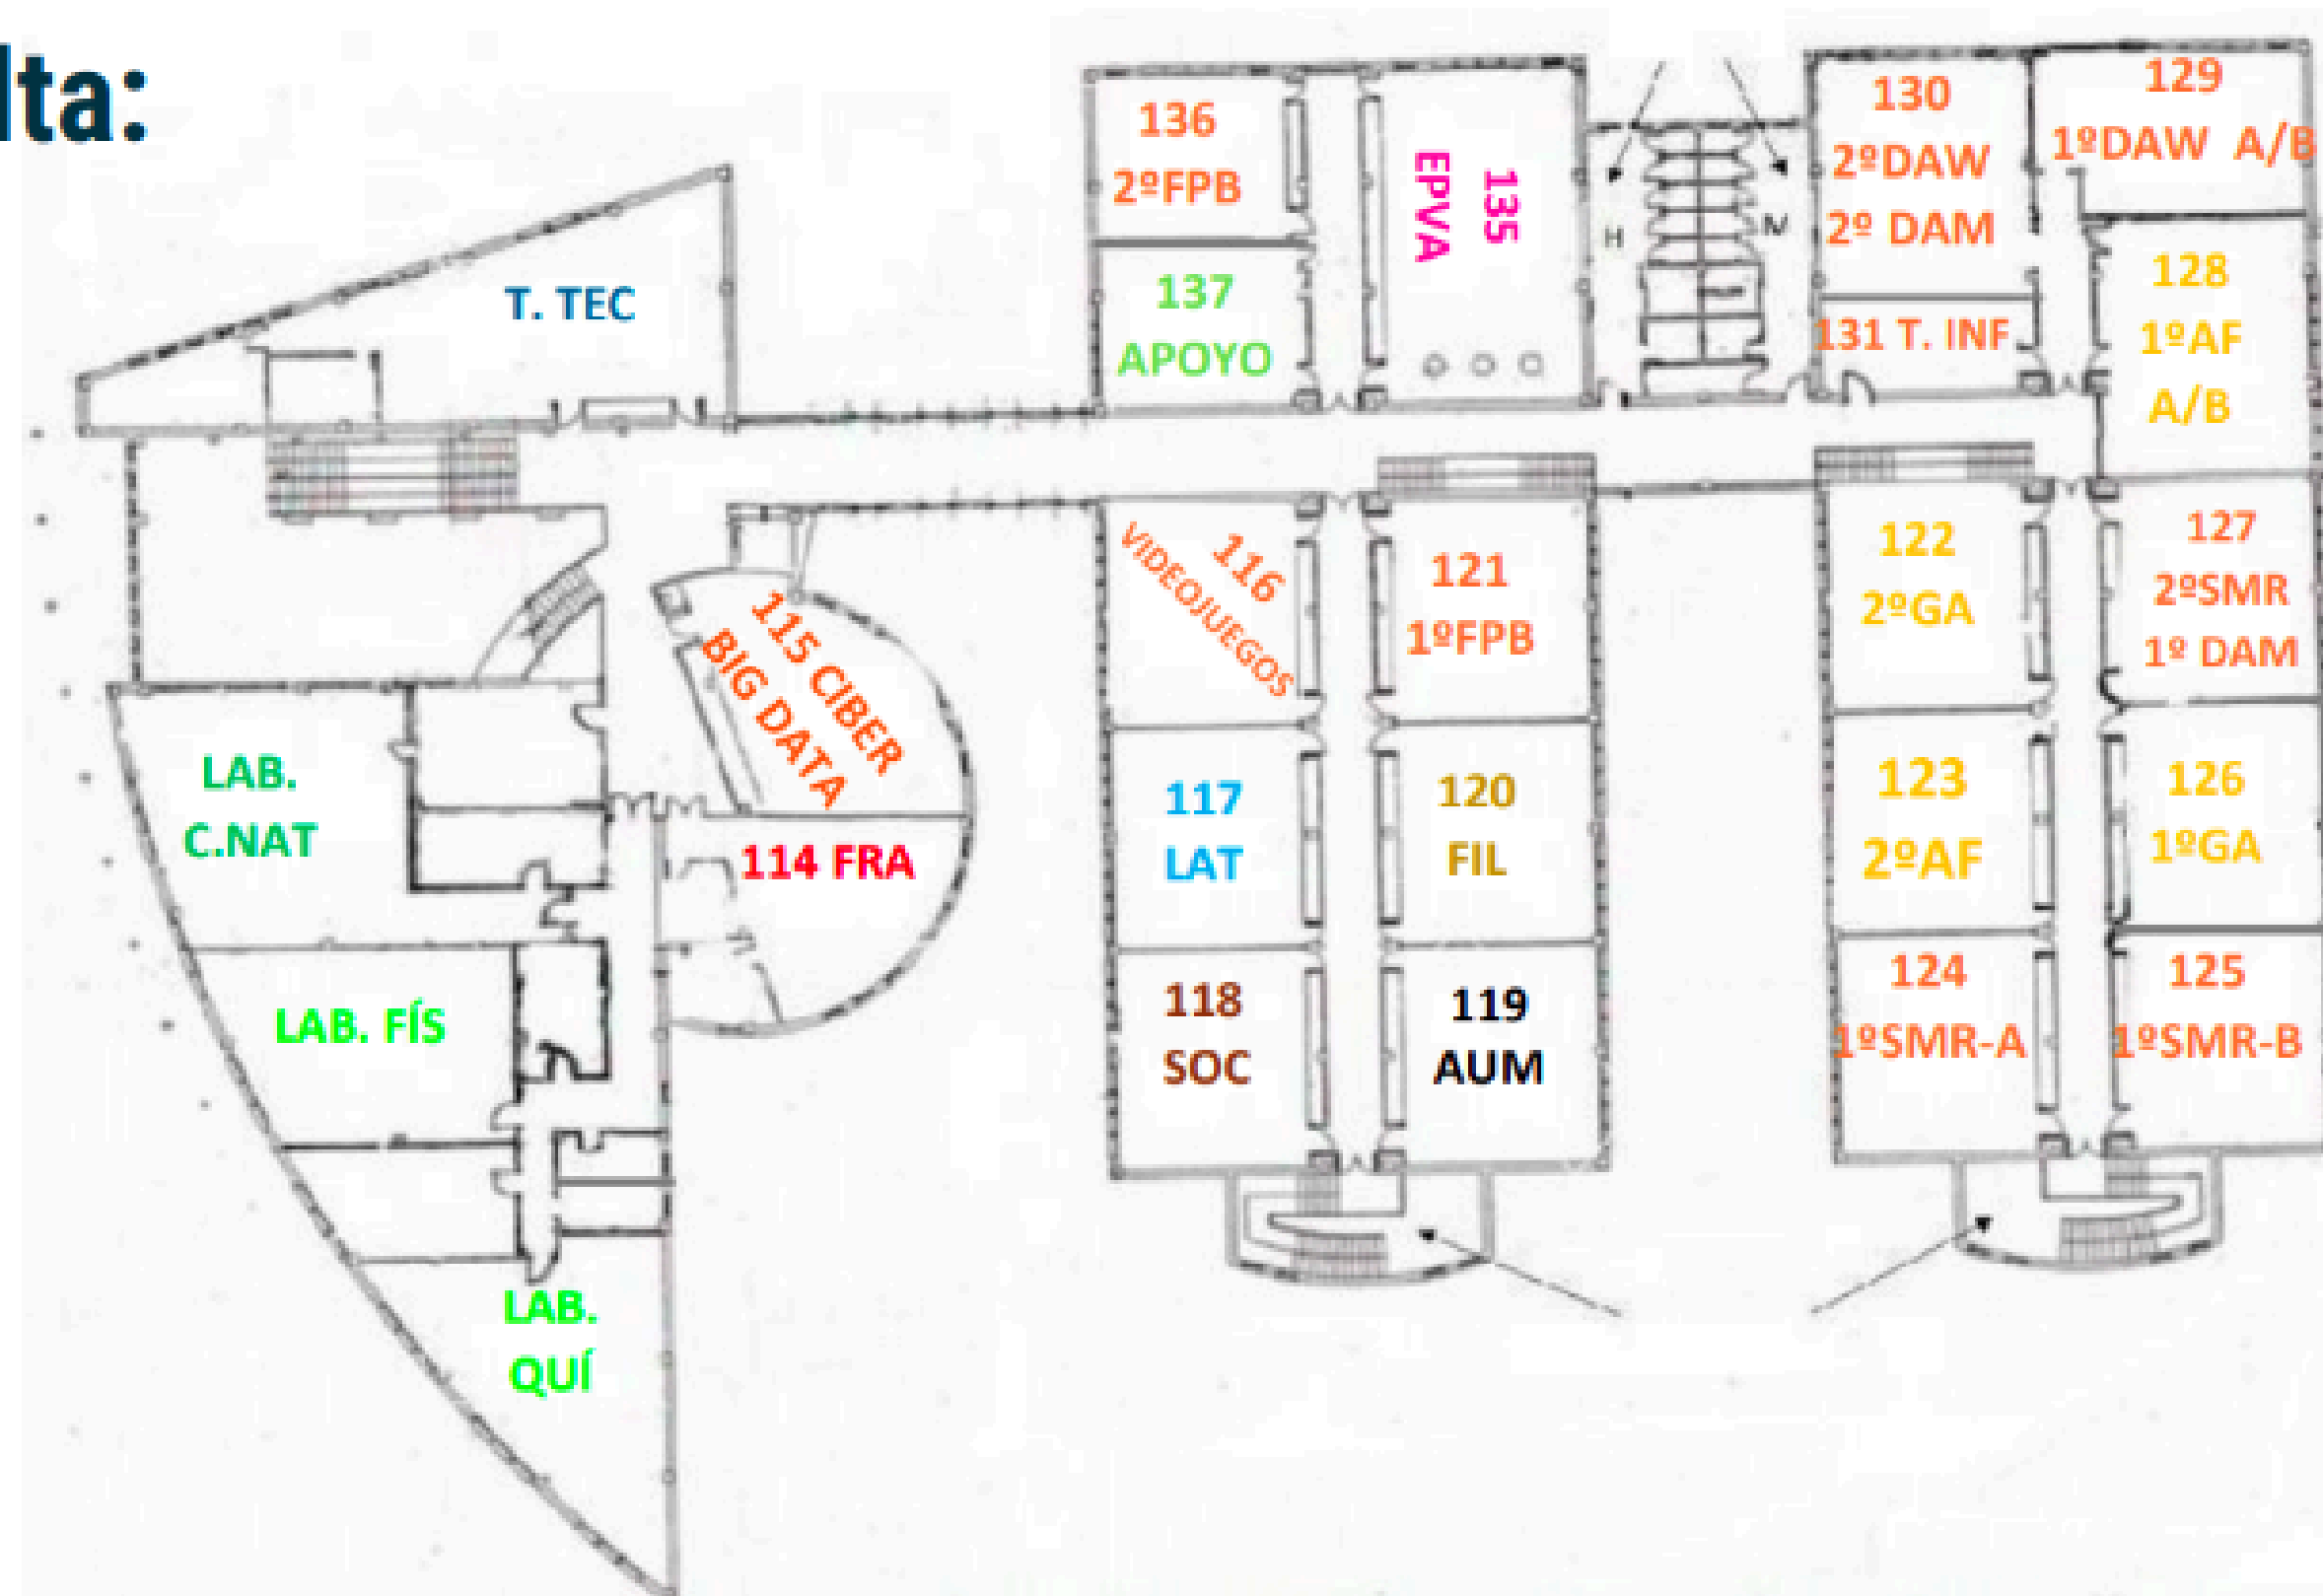 lta:
T. TEC
136
2ºFPB
137
APOYO
135
EPVA
H
M
130
2ºDAW
2º DAM
131 T. INF
129
1ºDAW A/B
128
1ºAF
A/B
115 CIBER
BIG DATA
114 FRA
LAB.
C.NAT
LAB. FÍS
LAB.
QUÍ
116
VIDEOJUEGOS
117
LAT
118
SOC
121
1ºFPB
120
FIL
119
AUM
122
2ºGA
123
2ºAF
124
1ºSMR-A
127
2ºSMR
1º DAM
126
1ºGA
125
1ºSMR-B